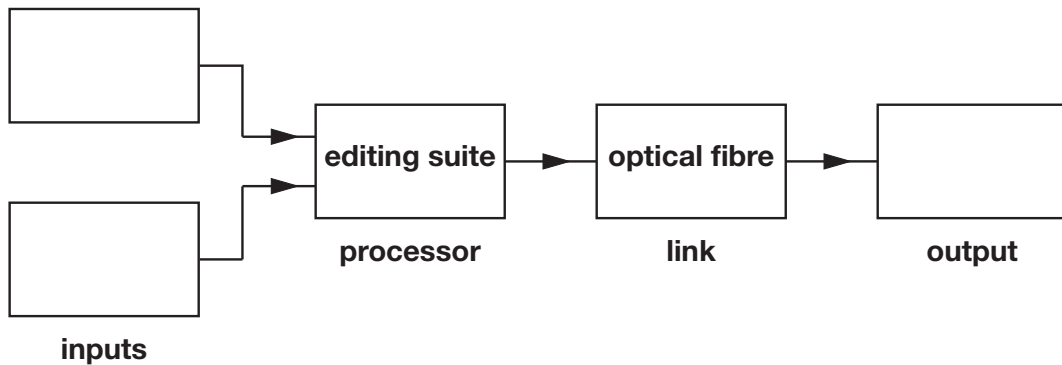 editing suite
optical fibre
processor
link
output
inputs